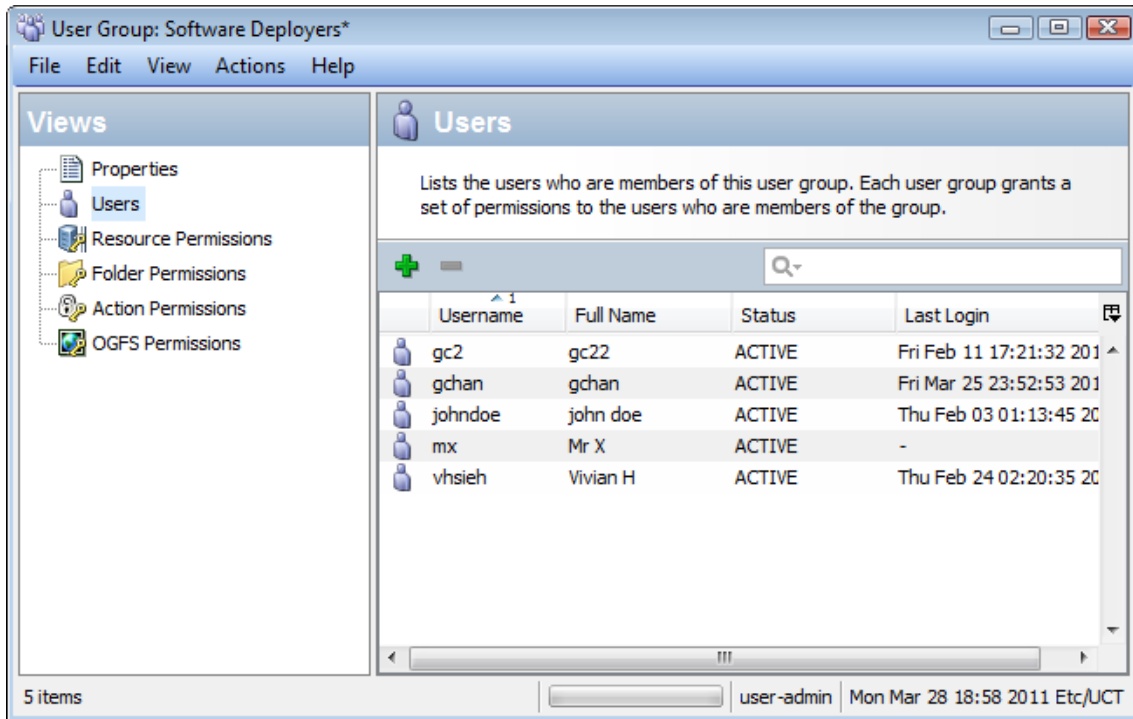 User Group: Software Deployers*
File Edit View Actions Help
Views
Properties
Users
Resource Permissions
Folder Permissions
Action Permissions
OGFS Permissions
Users
Lists the users who are members of this user group. Each user group grants a
set of permissions to the users who are members of the group.
Username 1 Full Name Status Last Login
gc2 gc22 ACTIVE Fri Feb 11 17:21:32 201
gchan gchan ACTIVE Fri Mar 25 23:52:53 201
johndoe john doe ACTIVE Thu Feb 03 01:13:45 20
mx Mr X ACTIVE -
vhsieh Vivian H ACTIVE Thu Feb 24 02:20:35 20
5 items user-admin Mon Mar 28 18:58 2011 Etc/UCT